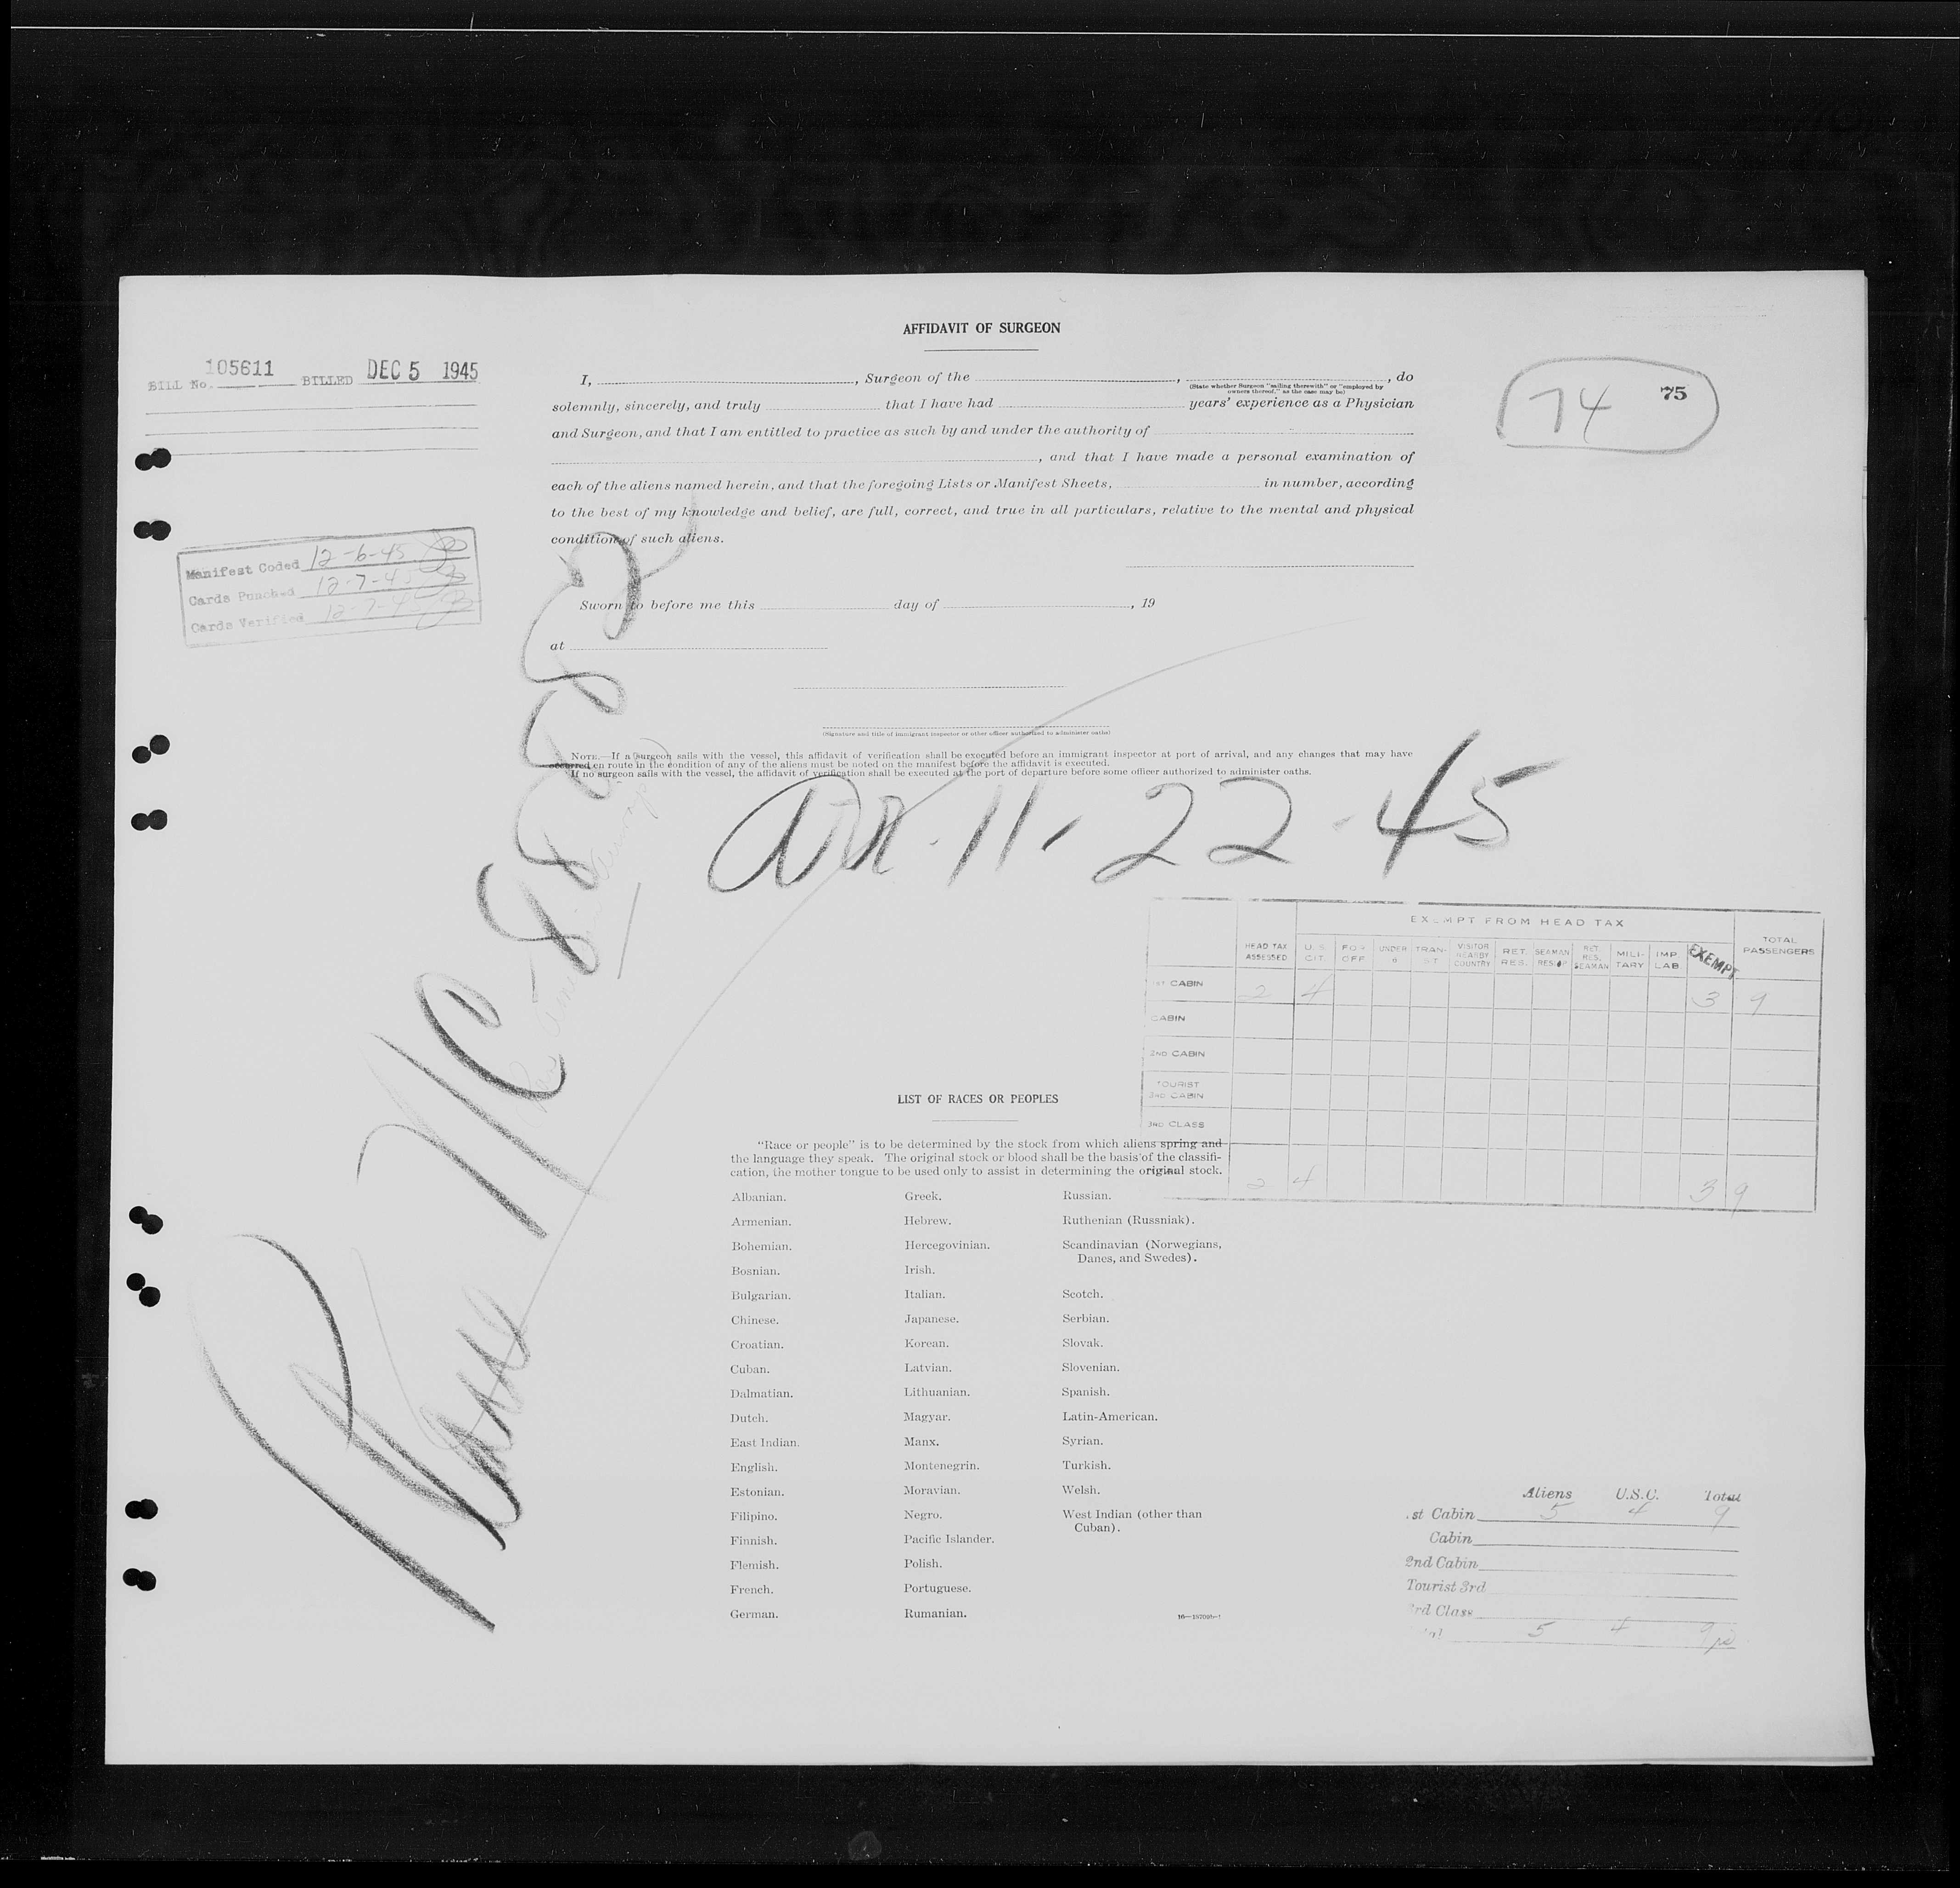 AFFIDAVIT OF SURGEON
BILL No. 105611 BILLED DEC 5 1945
74 75
I, , Surgeon of the , , do
(State whether Surgeon "sailing therewith" or "employed by
owners thereof," as the case may be)
solemnly, sincerely, and truly that I have had years' experience as a Physician
and Surgeon, and that I am entitled to practice as such by and under the authority of
, and that I have made a personal examination of
each of the aliens named herein, and that the foregoing Lists or Manifest Sheets, in number, according
to the best of my knowledge and belief, are full, correct, and true in all particulars, relative to the mental and physical
condition of such aliens.
Manifest Coded 12-6-45
Cards Punched 12-7-45
Cards Verified 12-7-45
Sworn to before me this day of , 19
at
(Signature and title of immigrant inspector or other officer authorized to administer oaths)
NOTE.—If a surgeon sails with the vessel, this affidavit of verification shall be executed before an immigrant inspector at port of arrival, and any changes that may have
occurred en route in the condition of any of the aliens must be noted on the manifest before the affidavit is executed.
If no surgeon sails with the vessel, the affidavit of verification shall be executed at the port of departure before some officer authorized to administer oaths.
Plane NC-
Arr. 11-22-45
EXEMPT FROM HEAD TAX
HEAD TAX ASSESSED U.S. CIT. FOR OFF. UNDER 16 TRANSIT VISITOR NEARBY COUNTRY RET. RES. SEAMAN RET. RES. SEAMAN MILI-TARY IMP LAB EXEMPT TOTAL PASSENGERS
1st CABIN 2 4 3 9
CABIN
2ND CABIN
TOURIST
3RD CABIN
3RD CLASS
2 4 3 9
LIST OF RACES OR PEOPLES
"Race or people" is to be determined by the stock from which aliens spring and
the language they speak. The original stock or blood shall be the basis of the classifi-
cation, the mother tongue to be used only to assist in determining the original stock.
Albanian. Greek. Russian.
Armenian. Hebrew. Ruthenian (Russniak).
Bohemian. Hercegovinian. Scandinavian (Norwegians,
Danes, and Swedes).
Bosnian. Irish.
Bulgarian. Italian. Scotch.
Chinese. Japanese. Serbian.
Croatian. Korean. Slovak.
Cuban. Latvian. Slovenian.
Dalmatian. Lithuanian. Spanish.
Dutch. Magyar. Latin-American.
East Indian. Manx. Syrian.
English. Montenegrin. Turkish.
Estonian. Moravian. Welsh.
Filipino. Negro. West Indian (other than
Cuban).
Finnish. Pacific Islander.
Flemish. Polish.
French. Portuguese.
German. Rumanian.
Aliens U.S.C. Total
.st Cabin 5 4 9
Cabin
2nd Cabin
Tourist 3rd
3rd Class
5 4 9